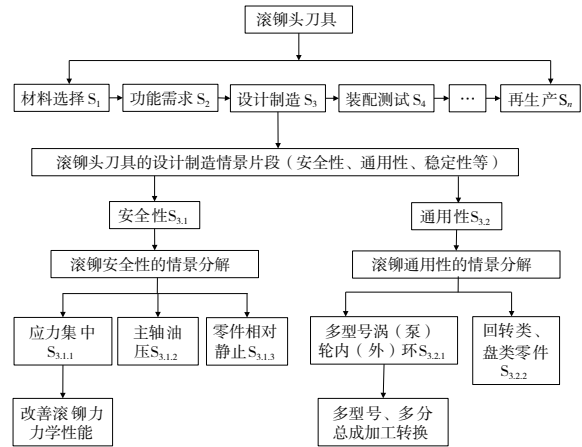 滚铆头刀具
材料选择 S1
功能需求 S2
设计制造 S3
装配测试 S4
…
再生产Sn
滚铆头刀具的设计制造情景片段（安全性、通用性、稳定性等）
安全性S3.1
通用性S3.2
滚铆安全性的情景分解
滚铆通用性的情景分解
应力集中
S3.1.1
主轴油
压S3.1.2
零件相对
静止S3.1.3
多型号涡（泵）
轮内（外）环S3.2.1
回转类、
盘类零件
S3.2.2
改善滚铆力
力学性能
多型号、多分
总成加工转换